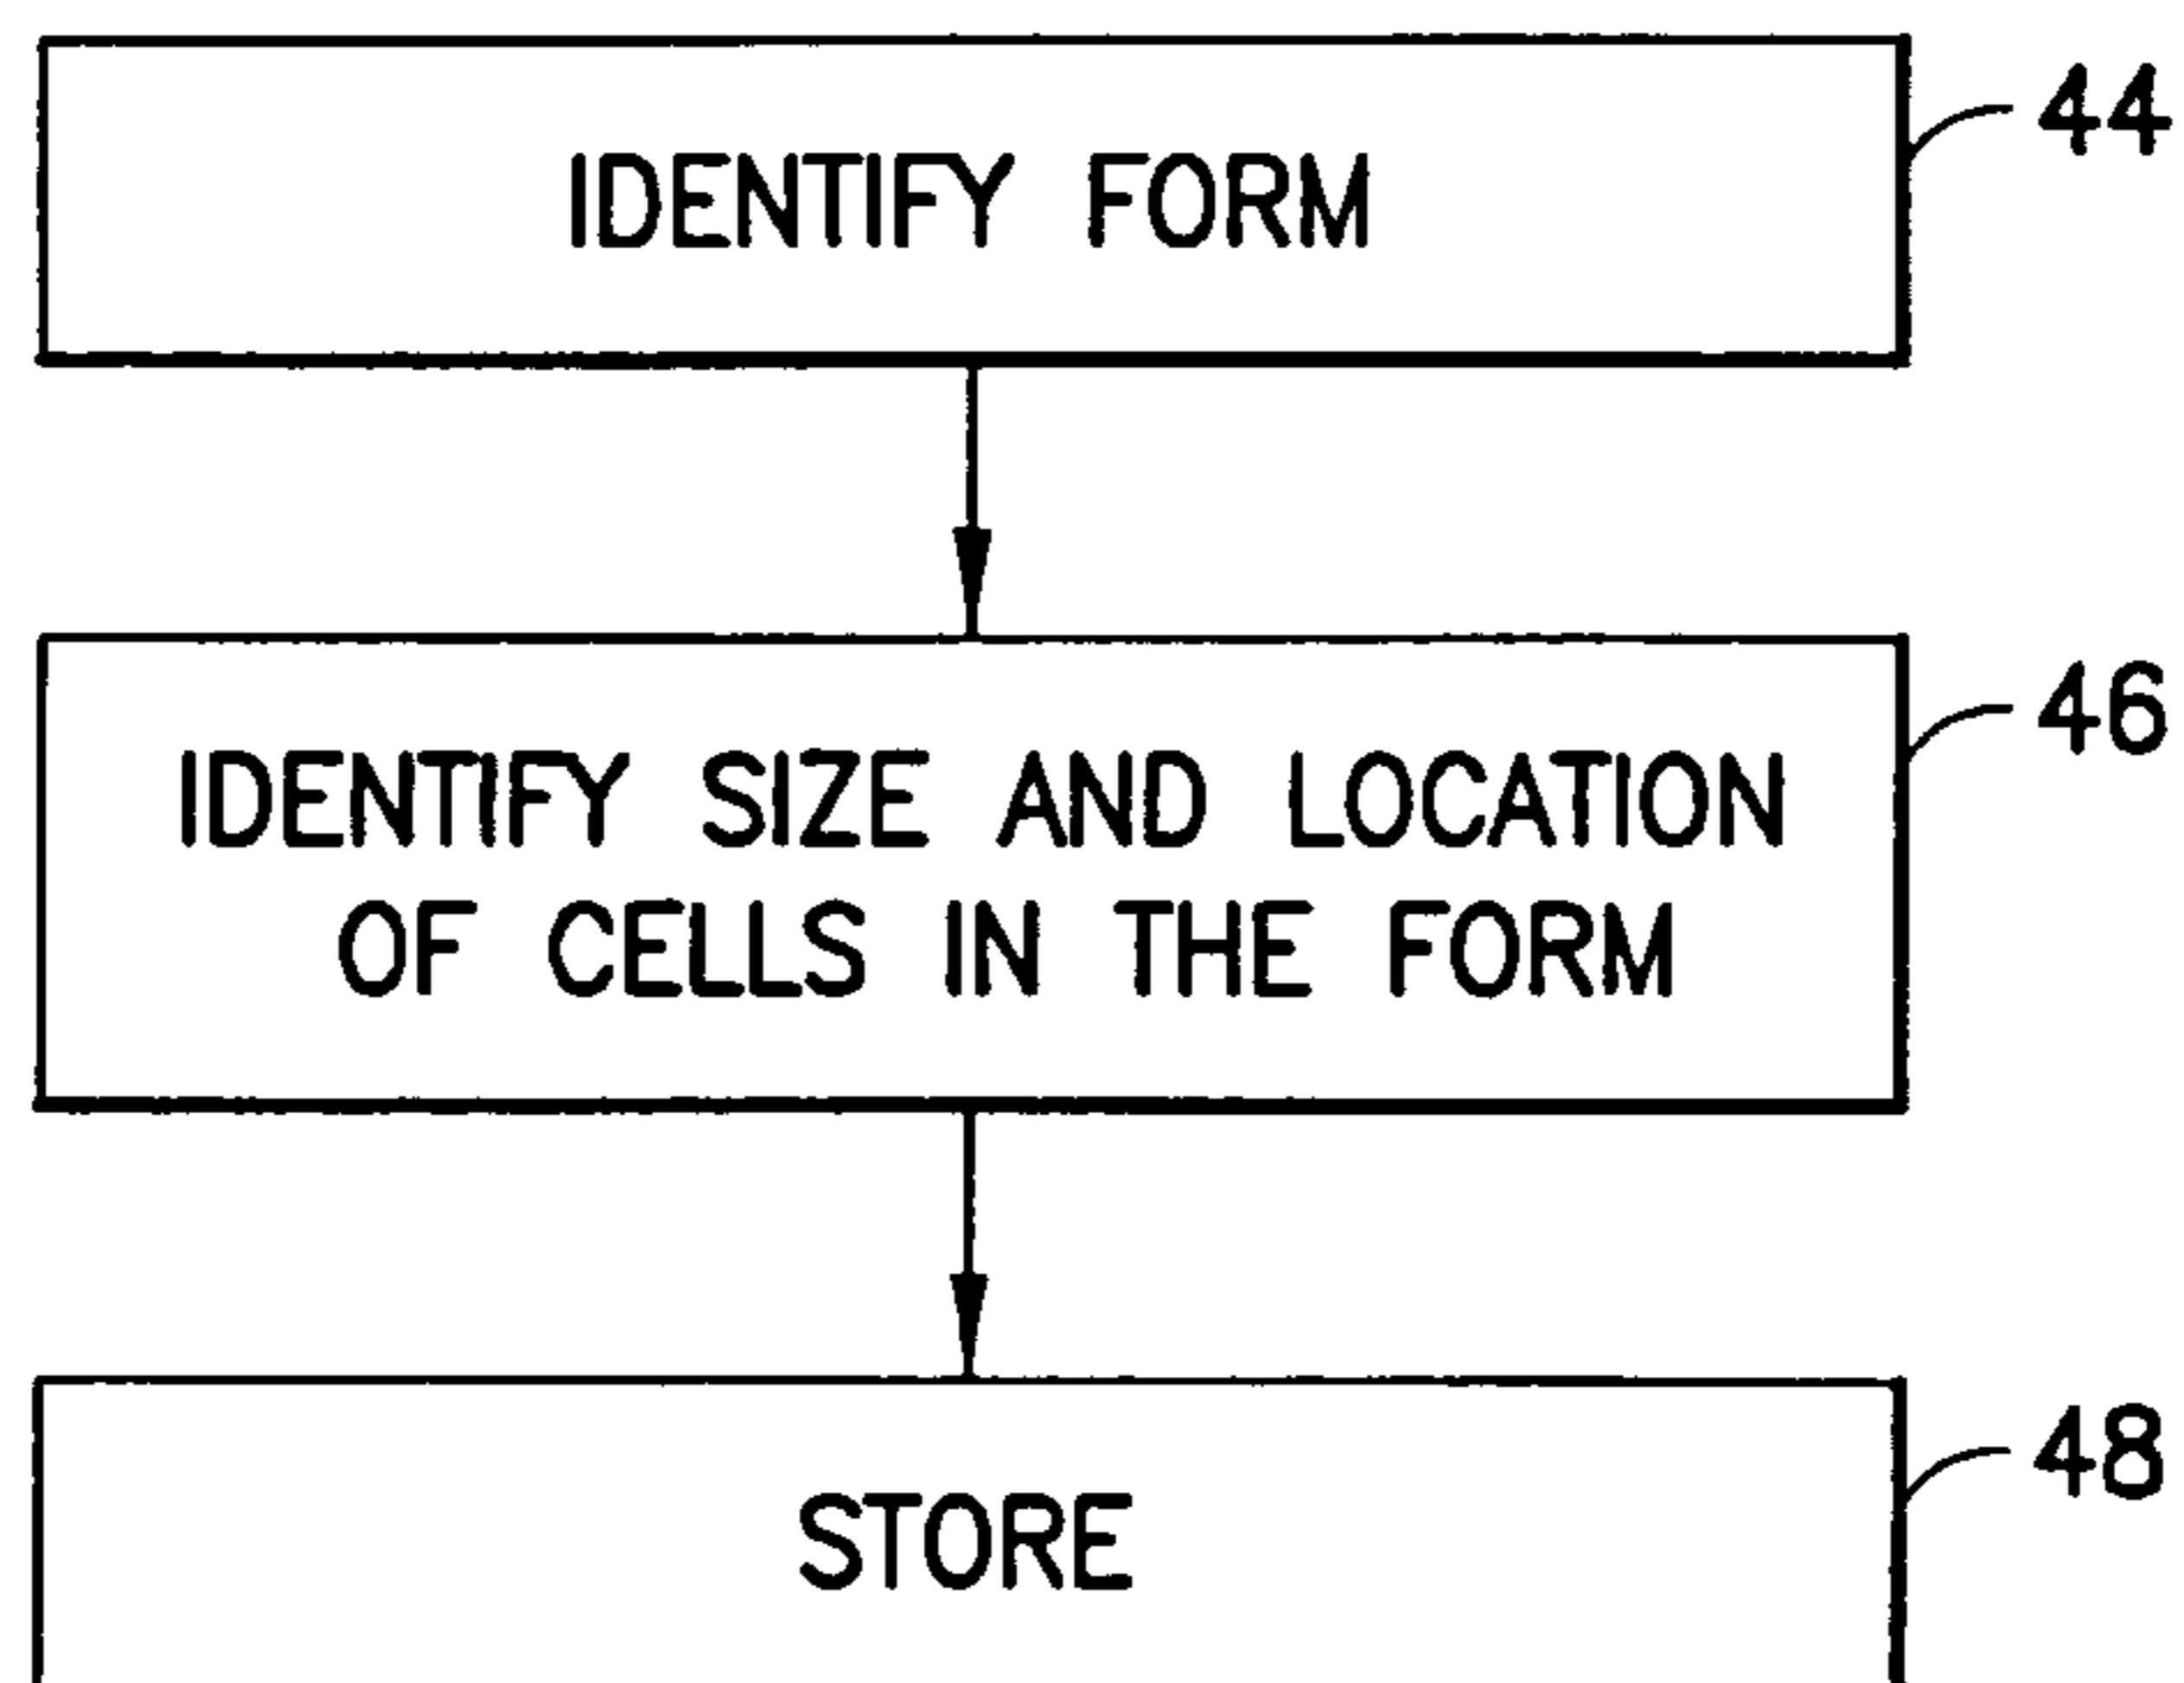 IDENTIFY FORM
44
IDENTIFY SIZE AND LOCATION
OF CELLS IN THE FORM
46
STORE
48